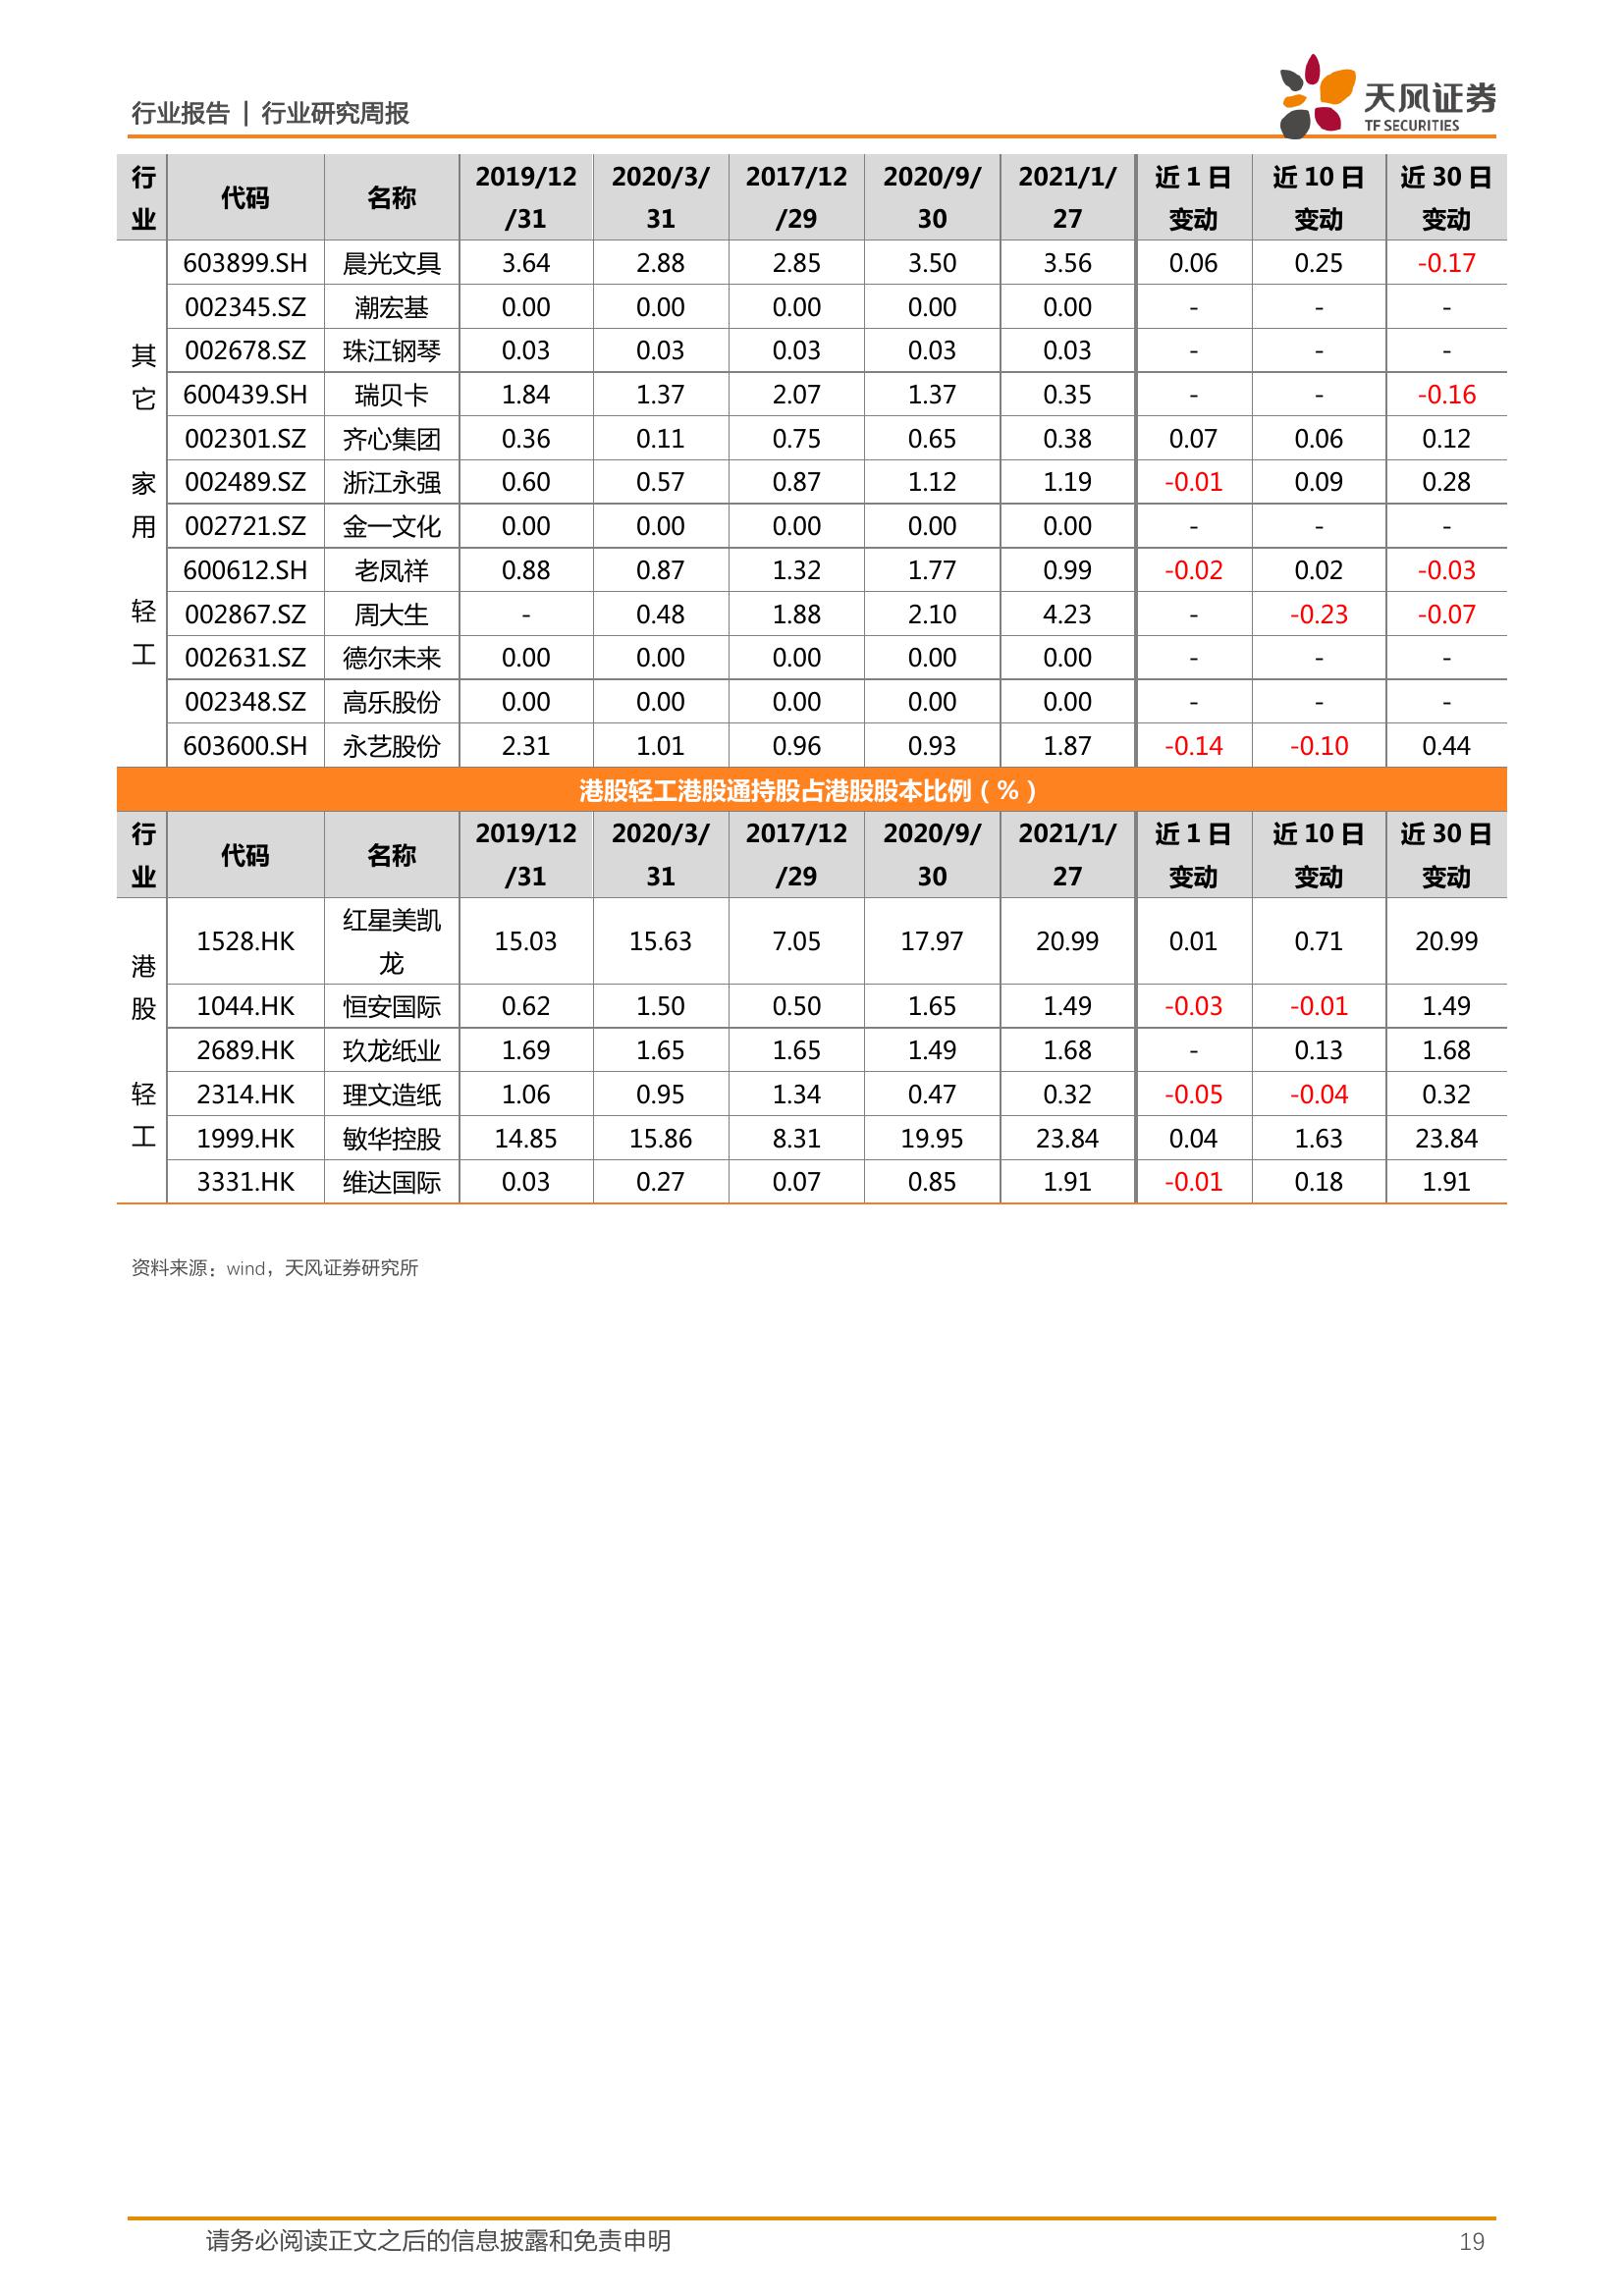 行业报告 | 行业研究周报
天风证券
TF SECURITIES
行业 代码 名称 2019/12/31 2020/3/31 2017/12/29 2020/9/30 2021/1/27 近 1 日变动 近 10 日变动 近 30 日变动
其它家用轻工
603899.SH 晨光文具 3.64 2.88 2.85 3.50 3.56 0.06 0.25 -0.17
002345.SZ 潮宏基 0.00 0.00 0.00 0.00 0.00 - - -
002678.SZ 珠江钢琴 0.03 0.03 0.03 0.03 0.03 - - -
600439.SH 瑞贝卡 1.84 1.37 2.07 1.37 0.35 - - -0.16
002301.SZ 齐心集团 0.36 0.11 0.75 0.65 0.38 0.07 0.06 0.12
002489.SZ 浙江永强 0.60 0.57 0.87 1.12 1.19 -0.01 0.09 0.28
002721.SZ 金一文化 0.00 0.00 0.00 0.00 0.00 - - -
600612.SH 老凤祥 0.88 0.87 1.32 1.77 0.99 -0.02 0.02 -0.03
002867.SZ 周大生 - 0.48 1.88 2.10 4.23 - -0.23 -0.07
002631.SZ 德尔未来 0.00 0.00 0.00 0.00 0.00 - - -
002348.SZ 高乐股份 0.00 0.00 0.00 0.00 0.00 - - -
603600.SH 永艺股份 2.31 1.01 0.96 0.93 1.87 -0.14 -0.10 0.44
港股轻工港股通持股占港股股本比例（%）
行业 代码 名称 2019/12/31 2020/3/31 2017/12/29 2020/9/30 2021/1/27 近 1 日变动 近 10 日变动 近 30 日变动
港股轻工
1528.HK 红星美凯龙 15.03 15.63 7.05 17.97 20.99 0.01 0.71 20.99
1044.HK 恒安国际 0.62 1.50 0.50 1.65 1.49 -0.03 -0.01 1.49
2689.HK 玖龙纸业 1.69 1.65 1.65 1.49 1.68 - 0.13 1.68
2314.HK 理文造纸 1.06 0.95 1.34 0.47 0.32 -0.05 -0.04 0.32
1999.HK 敏华控股 14.85 15.86 8.31 19.95 23.84 0.04 1.63 23.84
3331.HK 维达国际 0.03 0.27 0.07 0.85 1.91 -0.01 0.18 1.91
资料来源：wind，天风证券研究所
请务必阅读正文之后的信息披露和免责申明 19